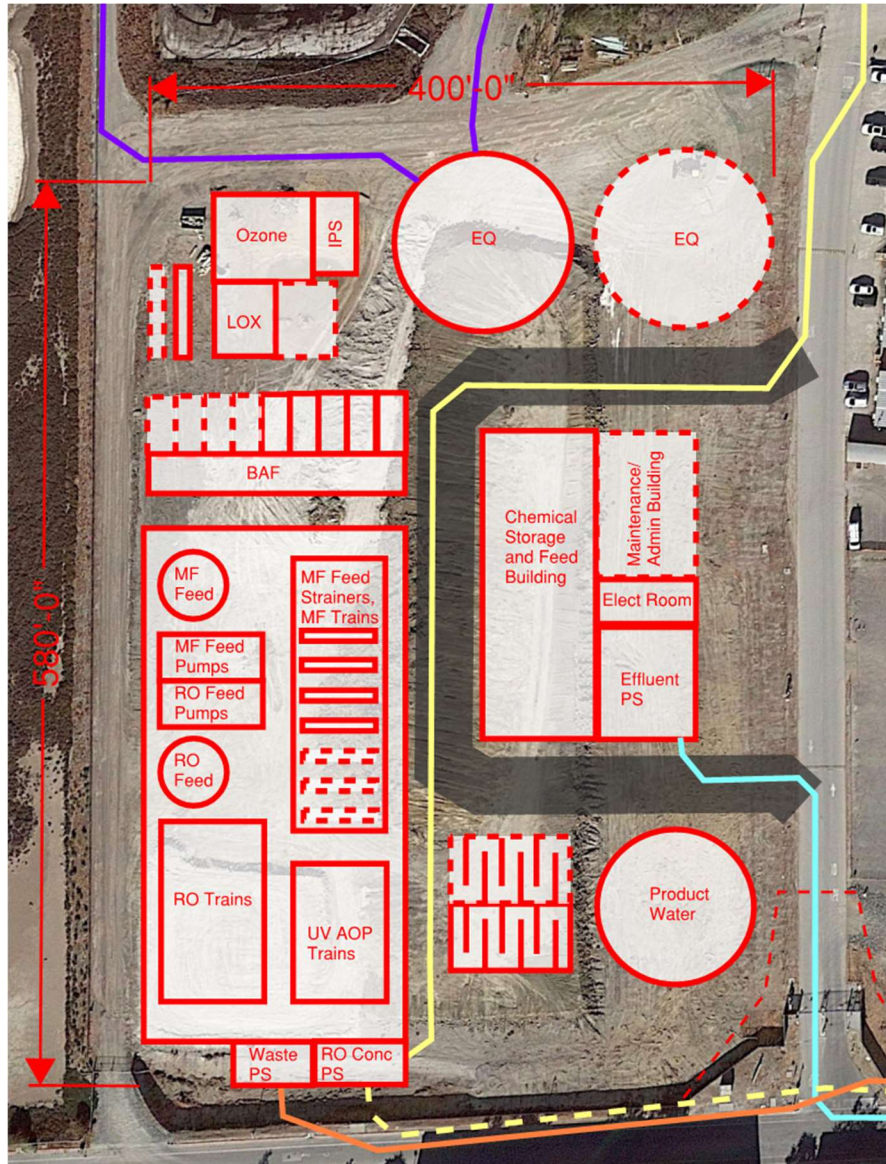 400'-0"
580'-0"
Ozone
IPS
EQ
EQ
LOX
BAF
Chemical
Storage
and Feed
Building
Maintenance/
Admin Building
Elect Room
Effluent
PS
MF
Feed
MF Feed
Strainers,
MF Trains
MF Feed
Pumps
RO Feed
Pumps
RO
Feed
RO Trains
UV AOP
Trains
Product
Water
Waste
PS
RO Conc
PS